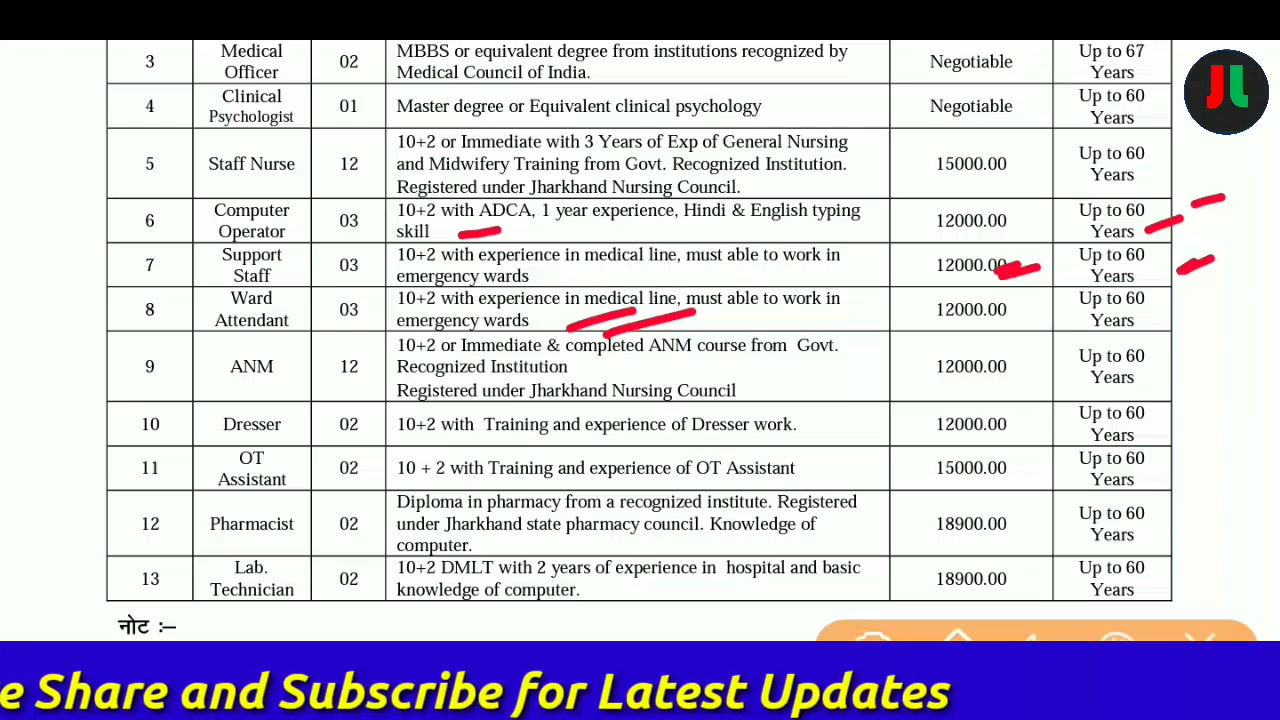 3 Medical Officer 02 MBBS or equivalent degree from institutions recognized by Medical Council of India. Negotiable Up to 67 Years
4 Clinical Psychologist 01 Master degree or Equivalent clinical psychology Negotiable Up to 60 Years
5 Staff Nurse 12 10+2 or Immediate with 3 Years of Exp of General Nursing and Midwifery Training from Govt. Recognized Institution. Registered under Jharkhand Nursing Council. 15000.00 Up to 60 Years
6 Computer Operator 03 10+2 with ADCA, 1 year experience, Hindi & English typing skill 12000.00 Up to 60 Years
7 Support Staff 03 10+2 with experience in medical line, must able to work in emergency wards 12000.00 Up to 60 Years
8 Ward Attendant 03 10+2 with experience in medical line, must able to work in emergency wards 12000.00 Up to 60 Years
9 ANM 12 10+2 or Immediate & completed ANM course from Govt. Recognized Institution Registered under Jharkhand Nursing Council 12000.00 Up to 60 Years
10 Dresser 02 10+2 with Training and experience of Dresser work. 12000.00 Up to 60 Years
11 OT Assistant 02 10 + 2 with Training and experience of OT Assistant 15000.00 Up to 60 Years
12 Pharmacist 02 Diploma in pharmacy from a recognized institute. Registered under Jharkhand state pharmacy council. Knowledge of computer. 18900.00 Up to 60 Years
13 Lab. Technician 02 10+2 DMLT with 2 years of experience in hospital and basic knowledge of computer. 18900.00 Up to 60 Years
नोट :–
e Share and Subscribe for Latest Updates